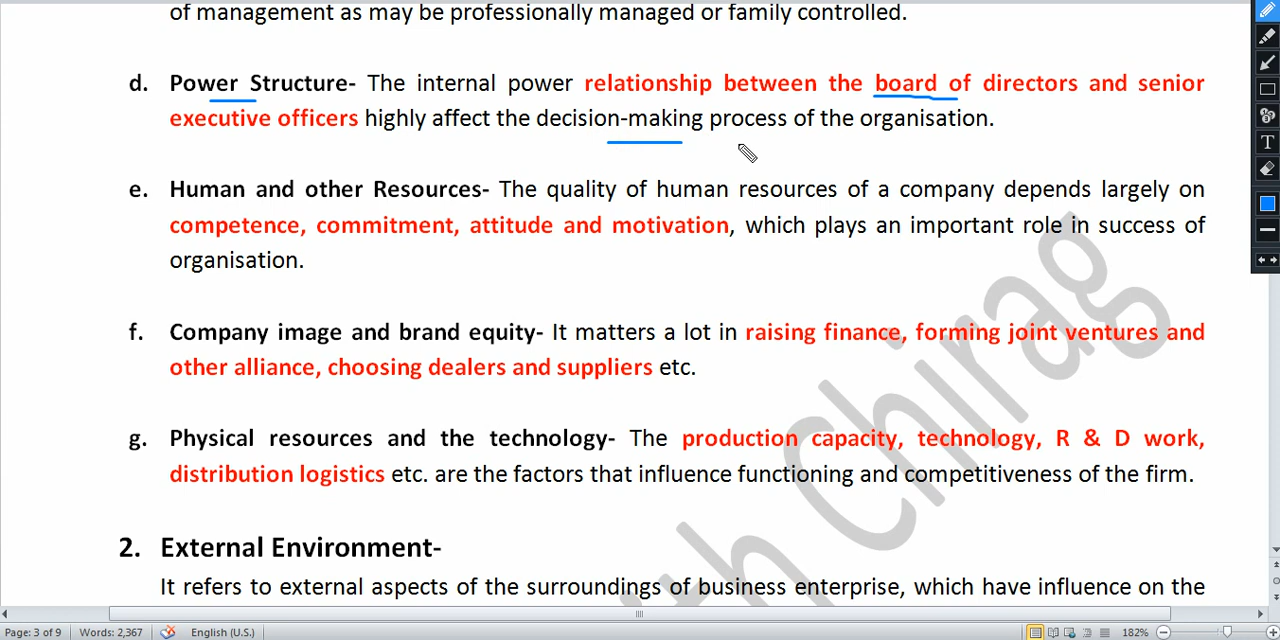 of management as may be professionally managed or family controlled.
d. Power Structure- The internal power relationship between the board of directors and senior
executive officers highly affect the decision-making process of the organisation.
e. Human and other Resources- The quality of human resources of a company depends largely on
competence, commitment, attitude and motivation, which plays an important role in success of
organisation.
f. Company image and brand equity- It matters a lot in raising finance, forming joint ventures and
other alliance, choosing dealers and suppliers etc.
g. Physical resources and the technology- The production capacity, technology, R & D work,
distribution logistics etc. are the factors that influence functioning and competitiveness of the firm.
2. External Environment-
It refers to external aspects of the surroundings of business enterprise, which have influence on the
th Chirag
Page: 3 of 9 Words: 2,367 English (U.S.) 182%
T